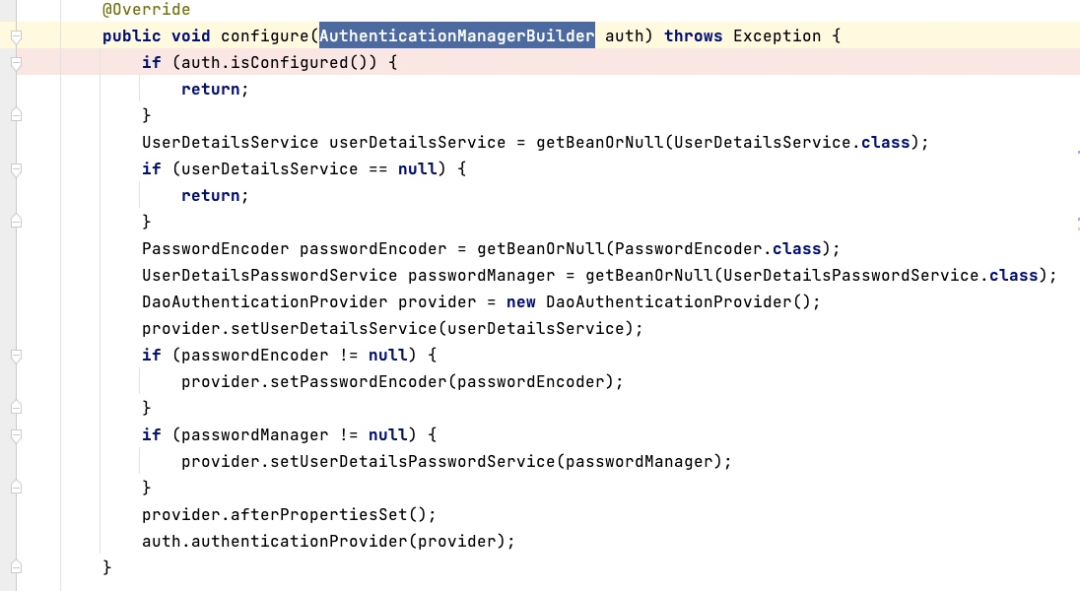 @Override
public void configure(AuthenticationManagerBuilder auth) throws Exception {
if (auth.isConfigured()) {
return;
}
UserDetailsService userDetailsService = getBeanOrNull(UserDetailsService.class);
if (userDetailsService == null) {
return;
}
PasswordEncoder passwordEncoder = getBeanOrNull(PasswordEncoder.class);
UserDetailsPasswordService passwordManager = getBeanOrNull(UserDetailsPasswordService.class);
DaoAuthenticationProvider provider = new DaoAuthenticationProvider();
provider.setUserDetailsService(userDetailsService);
if (passwordEncoder != null) {
provider.setPasswordEncoder(passwordEncoder);
}
if (passwordManager != null) {
provider.setUserDetailsPasswordService(passwordManager);
}
provider.afterPropertiesSet();
auth.authenticationProvider(provider);
}